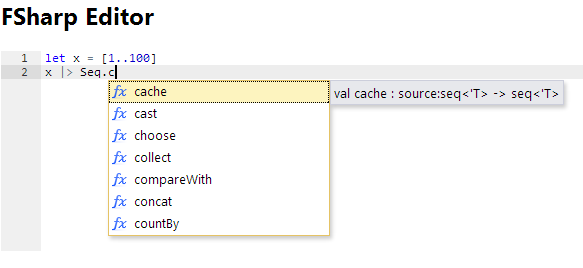 FSharp Editor
1 let x = [1..100]
2 x |> Seq.c
fx cache val cache : source:seq<'T> -> seq<'T>
fx cast
fx choose
fx collect
fx compareWith
fx concat
fx countBy